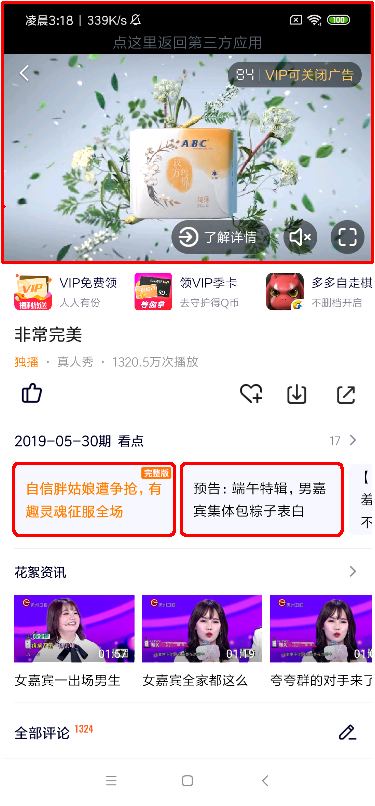 凌晨3:18 | 339K/s
100
点这里返回第三方应用
84 | VIP可关闭广告
ABC
了解详情
VIP
VIP免费领
人人有份
领VIP季卡
去守护得Q币
多多自走棋
不删档开启
非常完美
独播 · 真人秀 · 1320.5万次播放
2019-05-30期 看点
17
完整版
自信胖姑娘遭争抢，有
趣灵魂征服全场
预告：端午特辑，男嘉
宾集体包粽子表白
【
羞
不
花絮资讯
01:57
01:19
女嘉宾一出场男生
女嘉宾全家都这么
夸夸群的对手来了
全部评论 1324